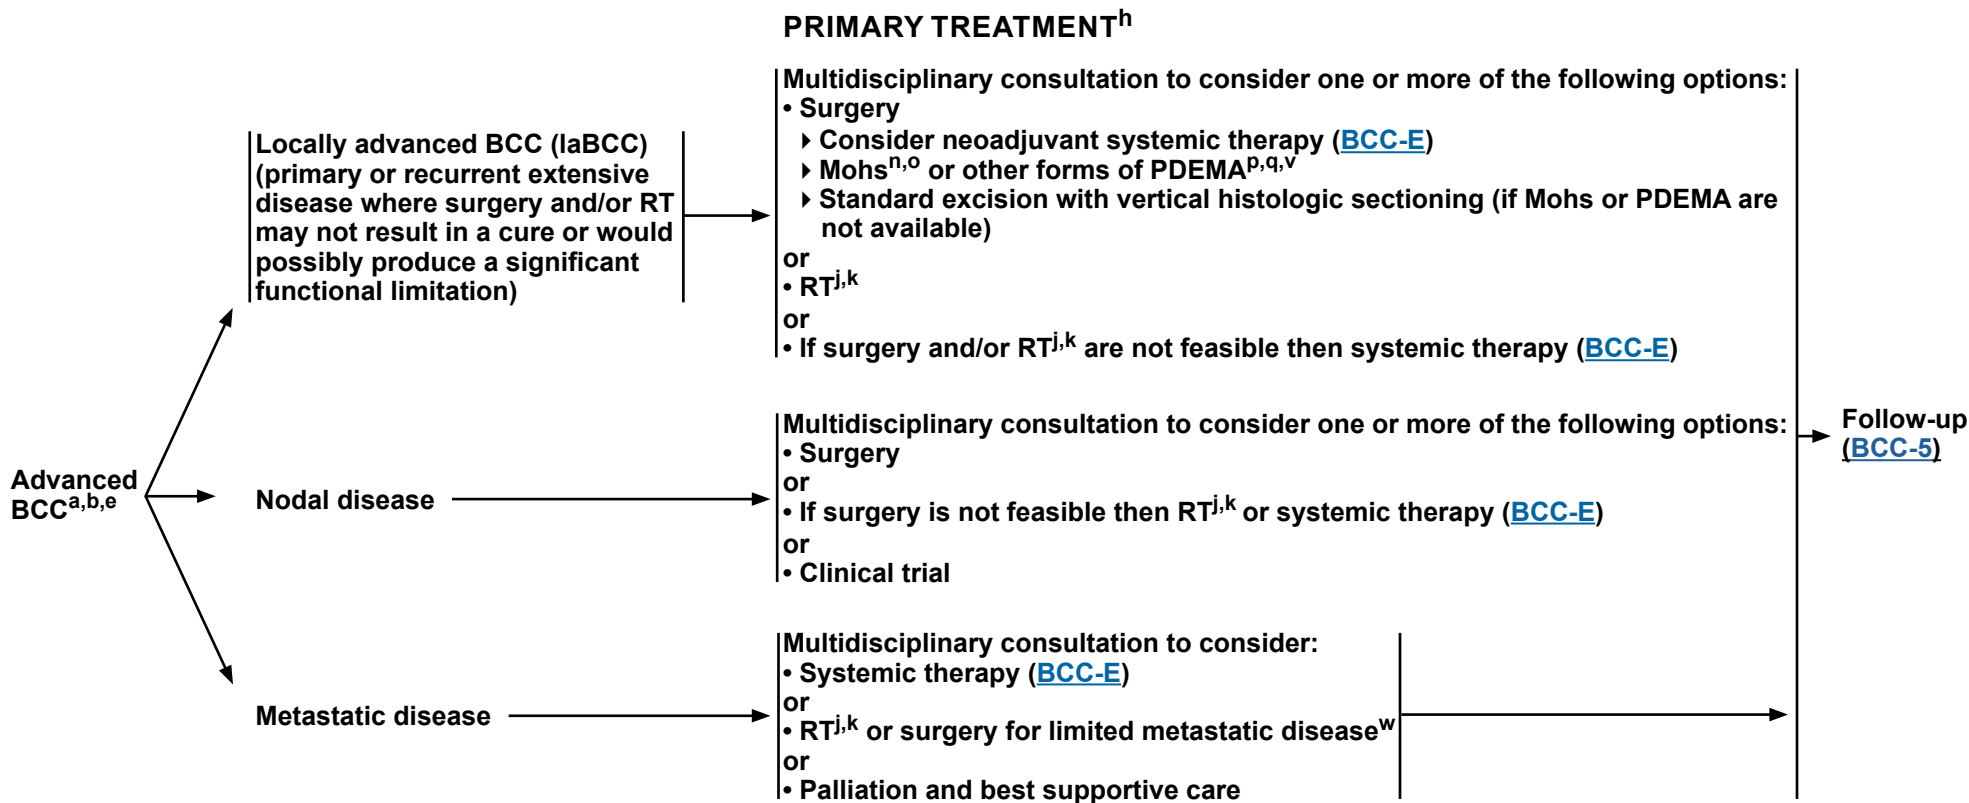 PRIMARY TREATMENTh
Multidisciplinary consultation to consider one or more of the following options:
• Surgery
Consider neoadjuvant systemic therapy (BCC-E)
Mohsn,o or other forms of PDEMAp,q,v
Standard excision with vertical histologic sectioning (if Mohs or PDEMA are
not available)
or
• RTj,k
or
• If surgery and/or RTj,k are not feasible then systemic therapy (BCC-E)
Locally advanced BCC (laBCC)
(primary or recurrent extensive
disease where surgery and/or RT
may not result in a cure or would
possibly produce a significant
functional limitation)
Advanced
BCCa,b,e
Nodal disease
Multidisciplinary consultation to consider one or more of the following options:
• Surgery
or
• If surgery is not feasible then RTj,k or systemic therapy (BCC-E)
or
• Clinical trial
Follow-up
(BCC-5)
Metastatic disease
Multidisciplinary consultation to consider:
• Systemic therapy (BCC-E)
or
• RTj,k or surgery for limited metastatic diseasew
or
• Palliation and best supportive care